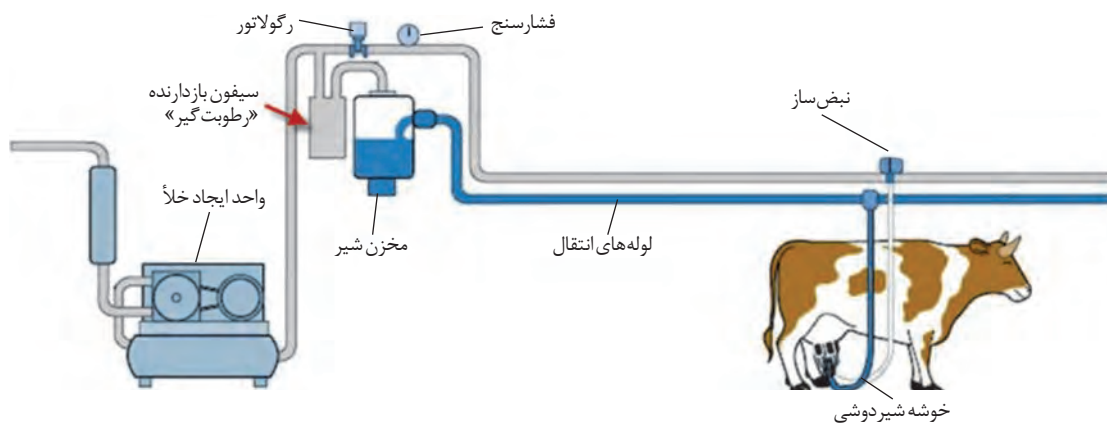 رگولاتور
فشارسنج
سیفون بازدارنده
«رطوبت‌گیر»
نبض‌ساز
واحد ایجاد خلأ
مخزن شیر
لوله‌های انتقال
خوشه شیردوشی